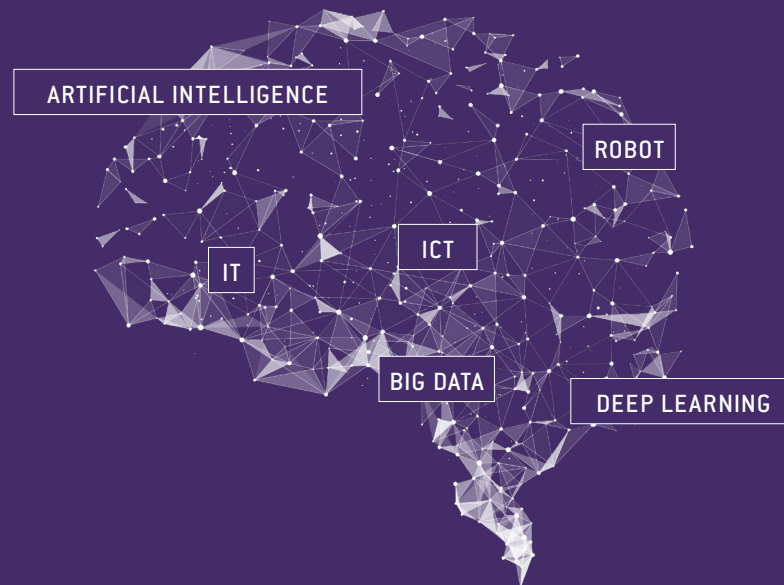 ARTIFICIAL INTELLIGENCE
ROBOT
ICT
IT
BIG DATA
DEEP LEARNING